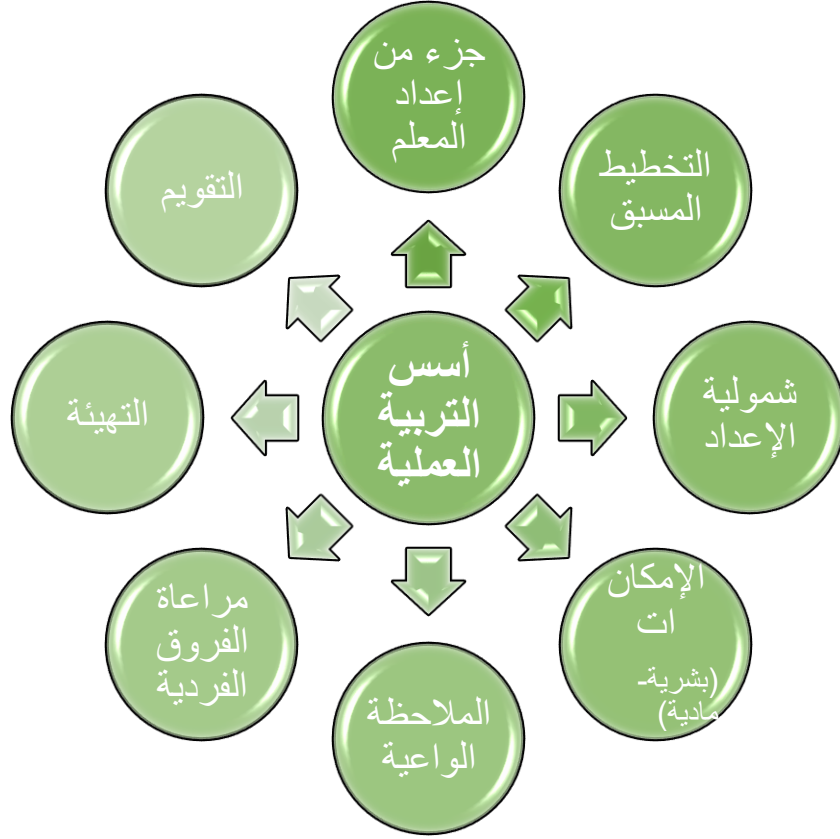 أسس
التربية
العملية
جزء من
إعداد
المعلم
التخطيط
المسبق
شمولية
الإعداد
الإمكان
ات
(بشرية-
مادية)
الملاحظة
الواعية
مراعاة
الفروق
الفردية
التهيئة
التقويم